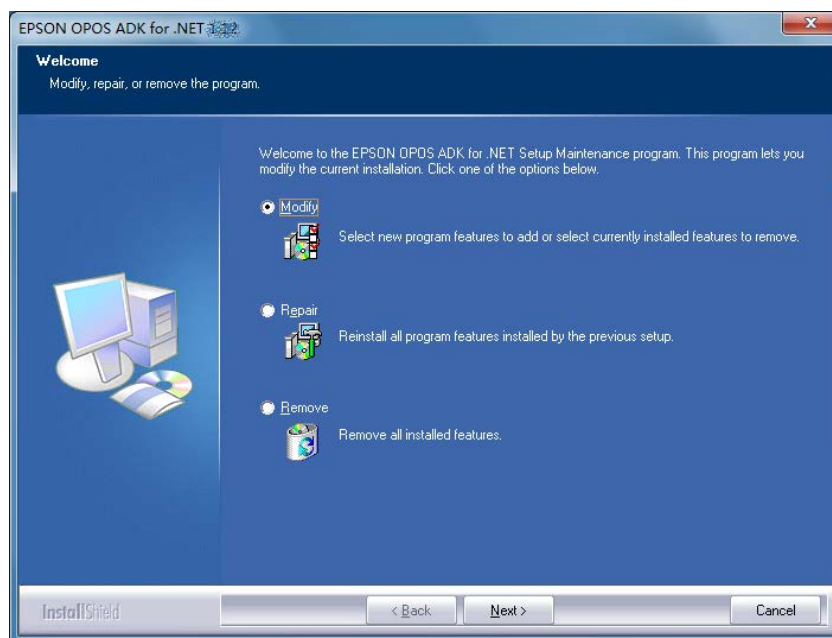 EPSON OPOS ADK for .NET
Welcome
Modify, repair, or remove the program.
Welcome to the EPSON OPOS ADK for .NET Setup Maintenance program. This program lets you
modify the current installation. Click one of the options below.
Modify
Select new program features to add or select currently installed features to remove.
Repair
Reinstall all program features installed by the previous setup.
Remove
Remove all installed features.
InstallShield
< Back
Next >
Cancel